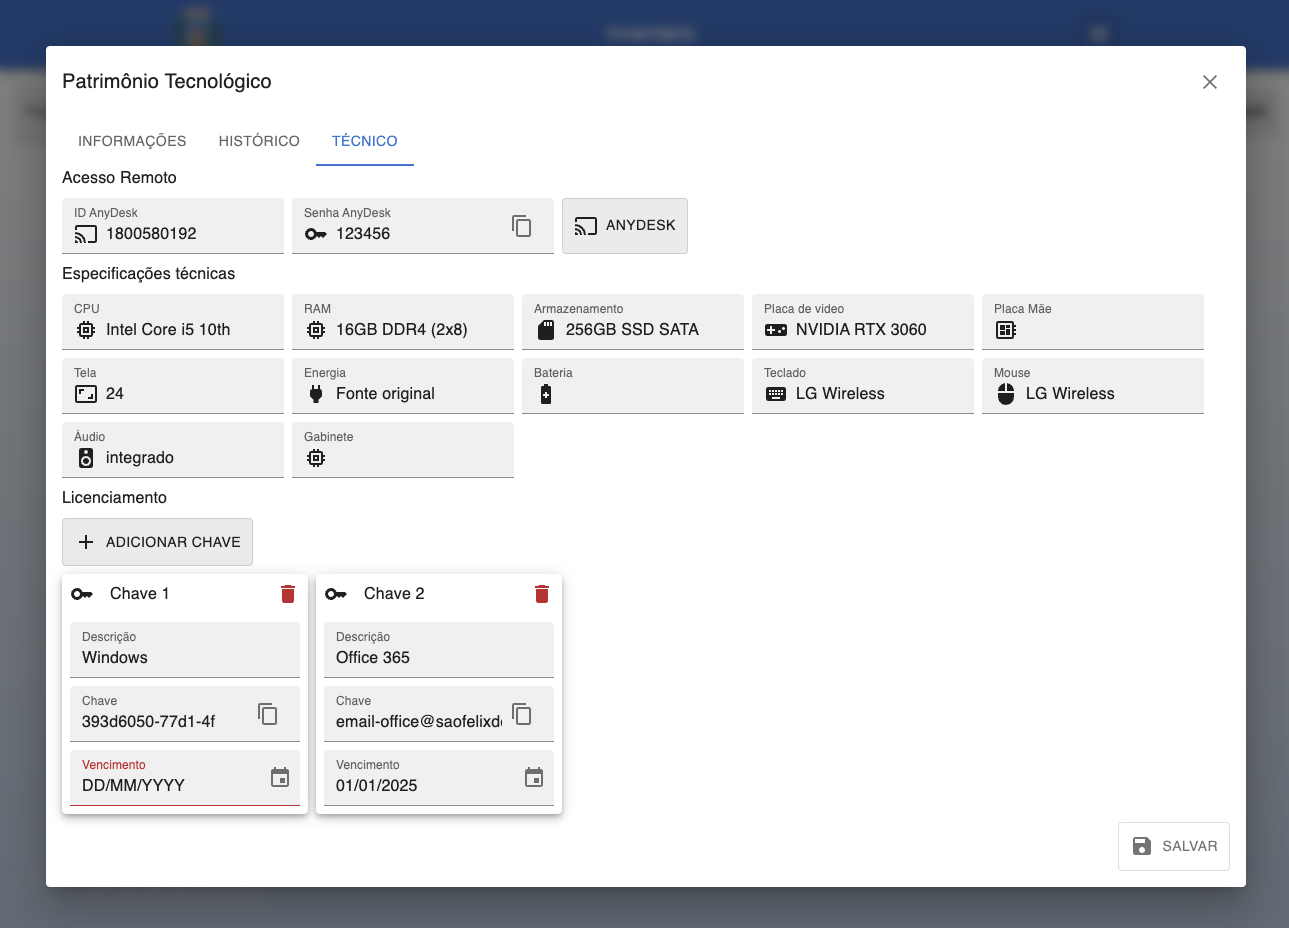 Patrimônio Tecnológico
INFORMAÇÕES HISTÓRICO TÉCNICO
Acesso Remoto
ID AnyDesk
1800580192
Senha AnyDesk
123456
ANYDESK
Especificações técnicas
CPU
Intel Core i5 10th
RAM
16GB DDR4 (2x8)
Armazenamento
256GB SSD SATA
Placa de video
NVIDIA RTX 3060
Placa Mãe
Tela
24
Energia
Fonte original
Bateria
Teclado
LG Wireless
Mouse
LG Wireless
Áudio
integrado
Gabinete
Licenciamento
ADICIONAR CHAVE
Chave 1
Descrição
Windows
Chave
393d6050-77d1-4f
Vencimento
DD/MM/YYYY
Chave 2
Descrição
Office 365
Chave
email-office@saofelixd
Vencimento
01/01/2025
SALVAR